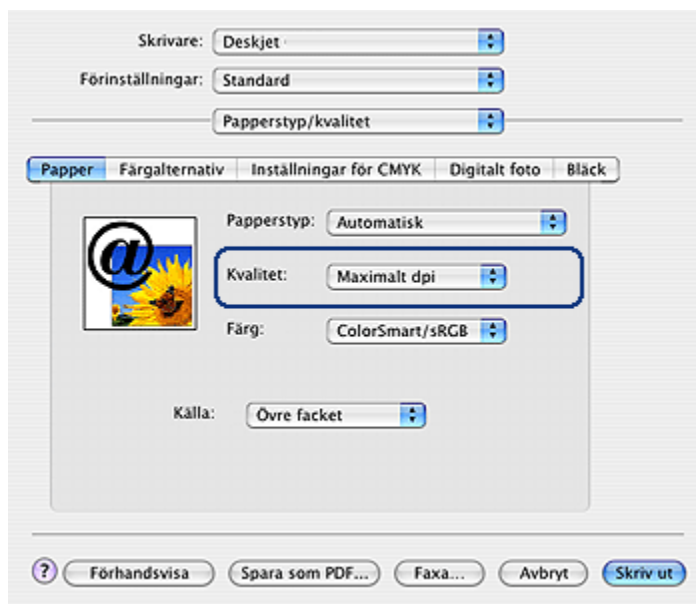 Skrivare: Deskjet
Förinställningar: Standard
Papperstyp/kvalitet
Papper Färgalternativ Inställningar för CMYK Digitalt foto Bläck
@
Papperstyp: Automatisk
Kvalitet: Maximalt dpi
Färg: ColorSmart/sRGB
Källa: Övre facket
? Förhandsvisa Spara som PDF... Faxa... Avbryt Skriv ut